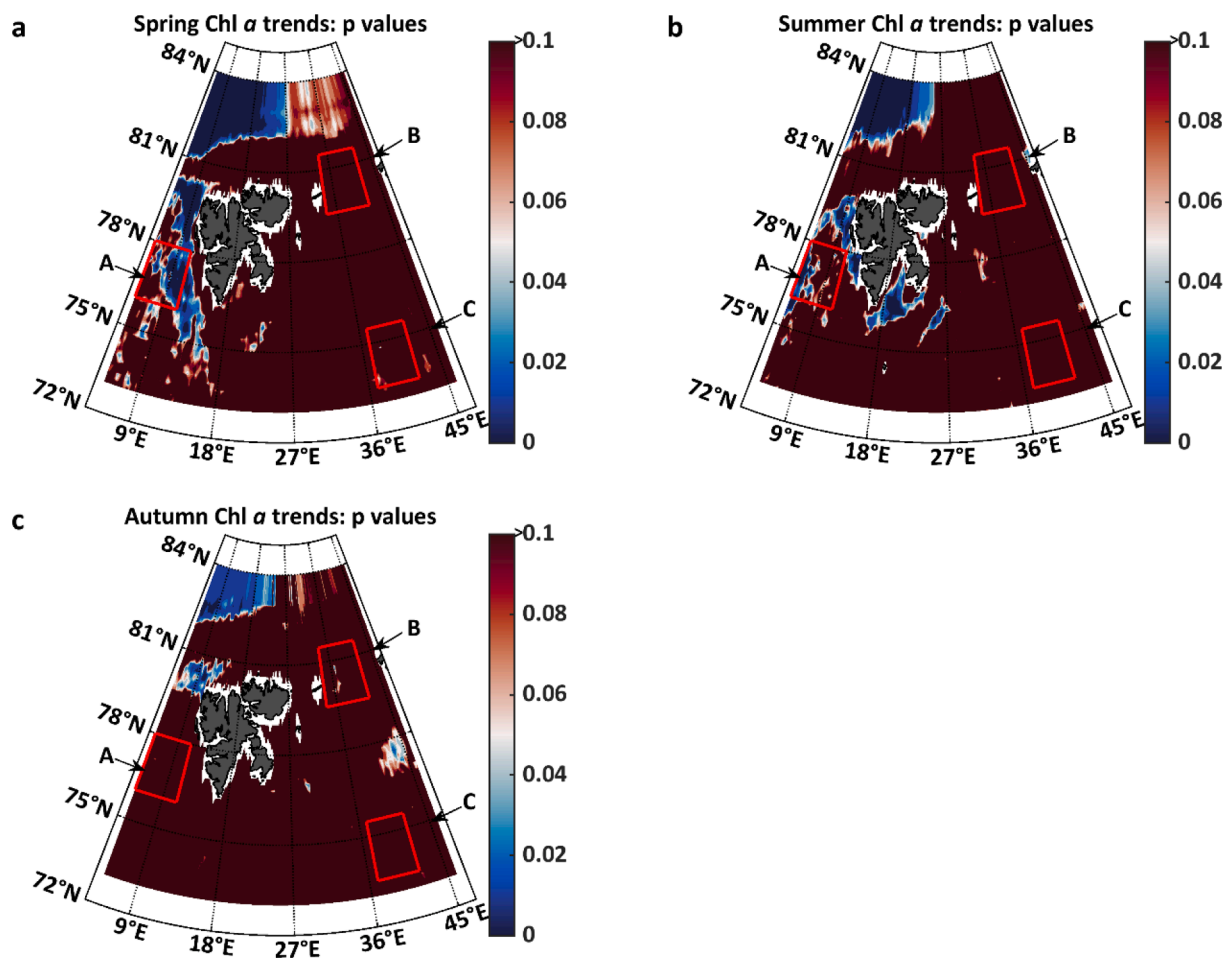 a
Spring Chl a trends: p values
84°N
81°N
78°N
75°N
72°N
9°E
18°E
27°E
36°E
45°E
A
B
C
>0.1
0.08
0.06
0.04
0.02
0
b
Summer Chl a trends: p values
84°N
81°N
78°N
75°N
72°N
9°E
18°E
27°E
36°E
45°E
A
B
C
>0.1
0.08
0.06
0.04
0.02
0
c
Autumn Chl a trends: p values
84°N
81°N
78°N
75°N
72°N
9°E
18°E
27°E
36°E
45°E
A
B
C
>0.1
0.08
0.06
0.04
0.02
0